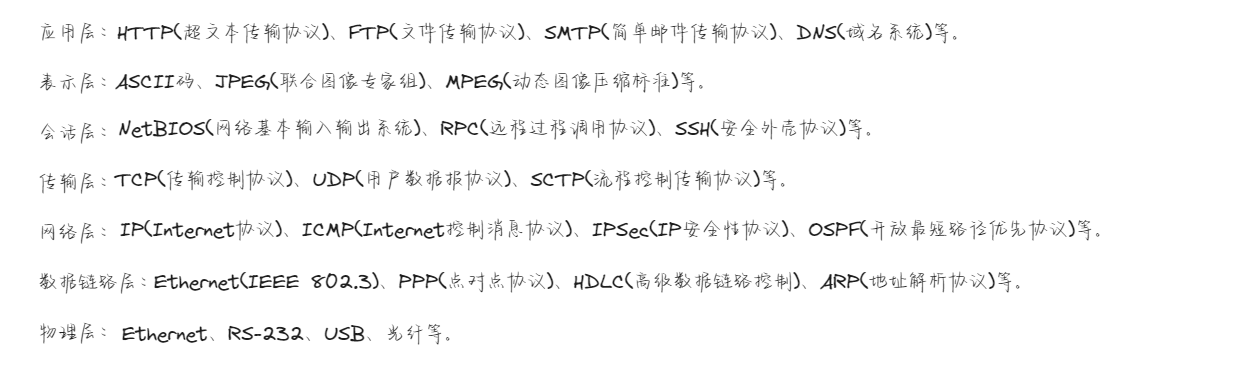 应用层：HTTP(超文本传输协议)、FTP(文件传输协议)、SMTP(简单邮件传输协议)、DNS(域名系统)等。
表示层：ASCII码、JPEG(联合图像专家组)、MPEG(动态图像压缩标准)等。
会话层：NetBIOS(网络基本输入输出系统)、RPC(远程过程调用协议)、SSH(安全外壳协议)等。
传输层：TCP(传输控制协议)、UDP(用户数据报协议)、SCTP(流程控制传输协议)等。
网络层：IP(Internet协议)、ICMP(Internet控制消息协议)、IPSec(IP安全性协议)、OSPF(开放最短路径优先协议)等。
数据链路层：Ethernet(IEEE 802.3)、PPP(点对点协议)、HDLC(高级数据链路控制)、ARP(地址解析协议)等。
物理层： Ethernet、RS-232、USB、光纤等。